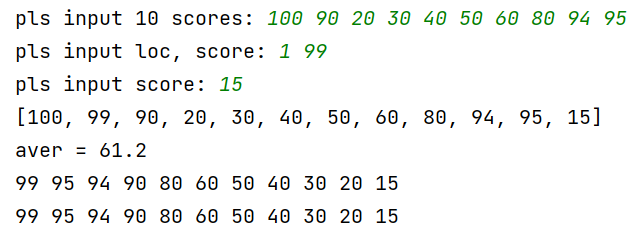 pls input 10 scores: 100 90 20 30 40 50 60 80 94 95
pls input loc, score: 1 99
pls input score: 15
[100, 99, 90, 20, 30, 40, 50, 60, 80, 94, 95, 15]
aver = 61.2
99 95 94 90 80 60 50 40 30 20 15
99 95 94 90 80 60 50 40 30 20 15